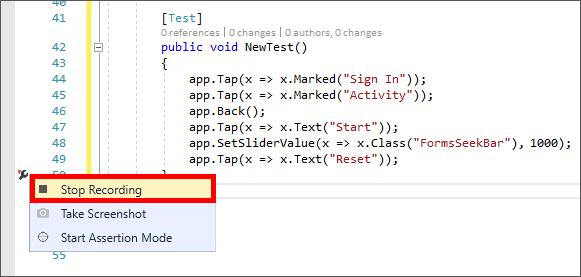 41 [Test]
0 references | 0 changes | 0 authors, 0 changes
42 public void NewTest()
43 {
44 app.Tap(x => x.Marked("Sign In"));
45 app.Tap(x => x.Marked("Activity"));
46 app.Back();
47 app.Tap(x => x.Text("Start"));
48 app.SetSliderValue(x => x.Class("FormsSeekBar"), 1000);
49 app.Tap(x => x.Text("Reset"));
}
Stop Recording
Take Screenshot
Start Assertion Mode
55